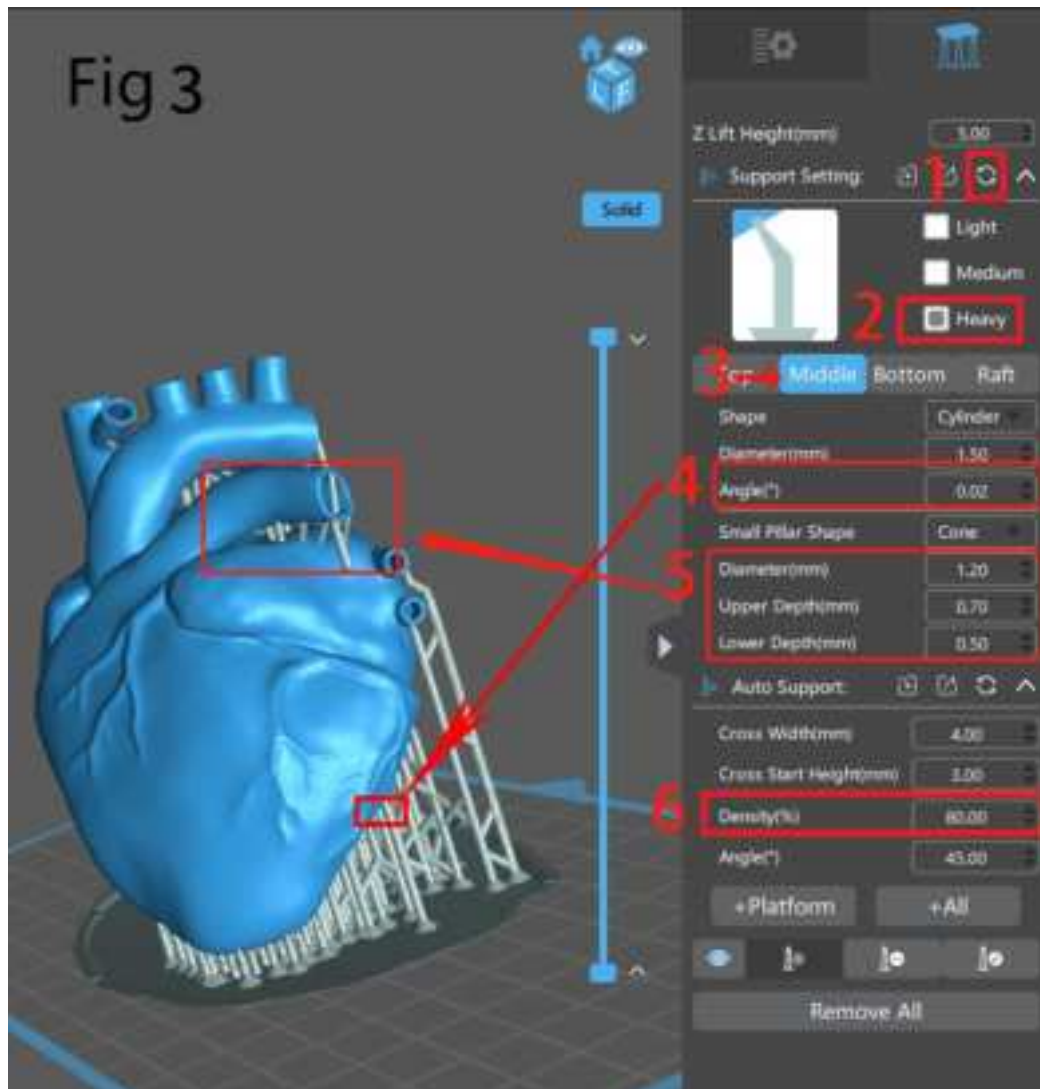 Fig 3
Z Lift Height(mm) 5.00
Support Setting:
1
Solid
Light
Medium
2 Heavy
3 Middle Bottom Raft
Shape Cylinder
Diameter(mm) 1.50
4 Angle(°) 0.02
Small Pillar Shape Cone
5 Diameter(mm) 1.20
Upper Depth(mm) 0.70
Lower Depth(mm) 0.50
Auto Support:
Cross Width(mm) 4.00
Cross Start Height(mm) 3.00
6 Density(%) 80.00
Angle(°) 45.00
+Platform +All
Remove All